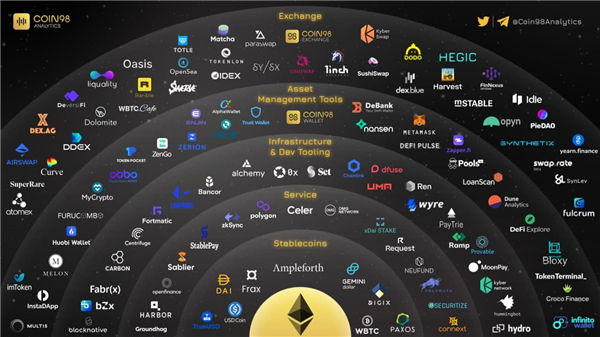 COIN98
ANALYTICS
Exchange
@Coin98Analytics
Matcha
paraswap
COIN98
EXCHANGE
Kyber
Swap
TOTLE
TOKENLON
DODO
HEGIC
Oasis
OpenSea
IDEX
1inch
SushiSwap
liquality
Rarible
Swerve
dex.blue
Harvest
FinNexus
DeversiFi
WBTC.Cafe
Asset
Management Tools
mSTABLE
Idle
DEX.AG
Dolomite
AlphaWallet
Trust Wallet
COIN98
WALLET
DeBank
nansen
METAMASK
opyn
PieDAO
AIRSWAP
DDEX
ZenGo
ZERION
DEFI PULSE
Zapper.fi
SYNTHETIX
yearn.finance
Curve
TOKEN POCKET
Infrastructure
& Dev Tooling
Pools
swap.rate
SuperRare
MyCrypto
Bancor
alchemy
0x
Set
Chainlink
dfuse
LoanScan
SynLev
UMA
Ren
atomex
FURUCOMBO
Fortmatic
Service
wyre
Dune
Analytics
fulcrum
Huobi Wallet
Centrifuge
StablePay
zkSync
polygon
Celer
OMG
NETWORK
xDai STAKE
PayTrie
DeFi Explore
MELON
CARBON
Sablier
Stablecoins
Request
Ramp
Provable
Bloxy
imToken
Fabr(x)
openfinance
DAI
Frax
Ampleforth
GEMINI
dollar
NEUFUND
MoonPay
TokenTerminal_
InstaDApp
bZx
HARBOR
DIGIX
SECURITIZE
kyber
network
Croco Finance
MULTIS
blocknative
Groundhog
TrueUSD
USD Coin
WBTC
PAXOS
connext
hummingbot
hydro
infinito
wallet